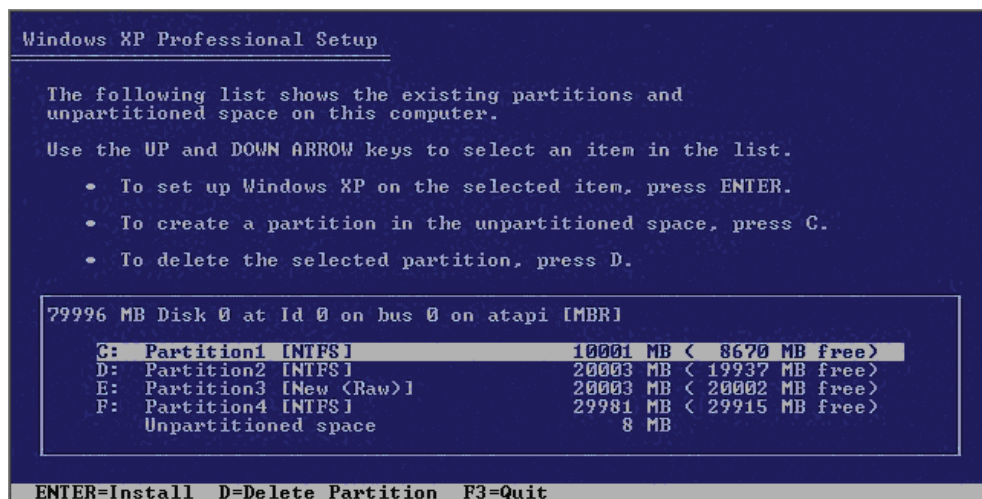 Windows XP Professional Setup
The following list shows the existing partitions and
unpartitioned space on this computer.
Use the UP and DOWN ARROW keys to select an item in the list.
• To set up Windows XP on the selected item, press ENTER.
• To create a partition in the unpartitioned space, press C.
• To delete the selected partition, press D.
79996 MB Disk 0 at Id 0 on bus 0 on atapi [MBR]
C: Partition1 [NTFS] 10001 MB ( 8670 MB free)
D: Partition2 [NTFS] 20003 MB ( 19937 MB free)
E: Partition3 [New (Raw)] 20003 MB ( 20002 MB free)
F: Partition4 [NTFS] 29981 MB ( 29915 MB free)
Unpartitioned space 8 MB
ENTER=Install D=Delete Partition F3=Quit